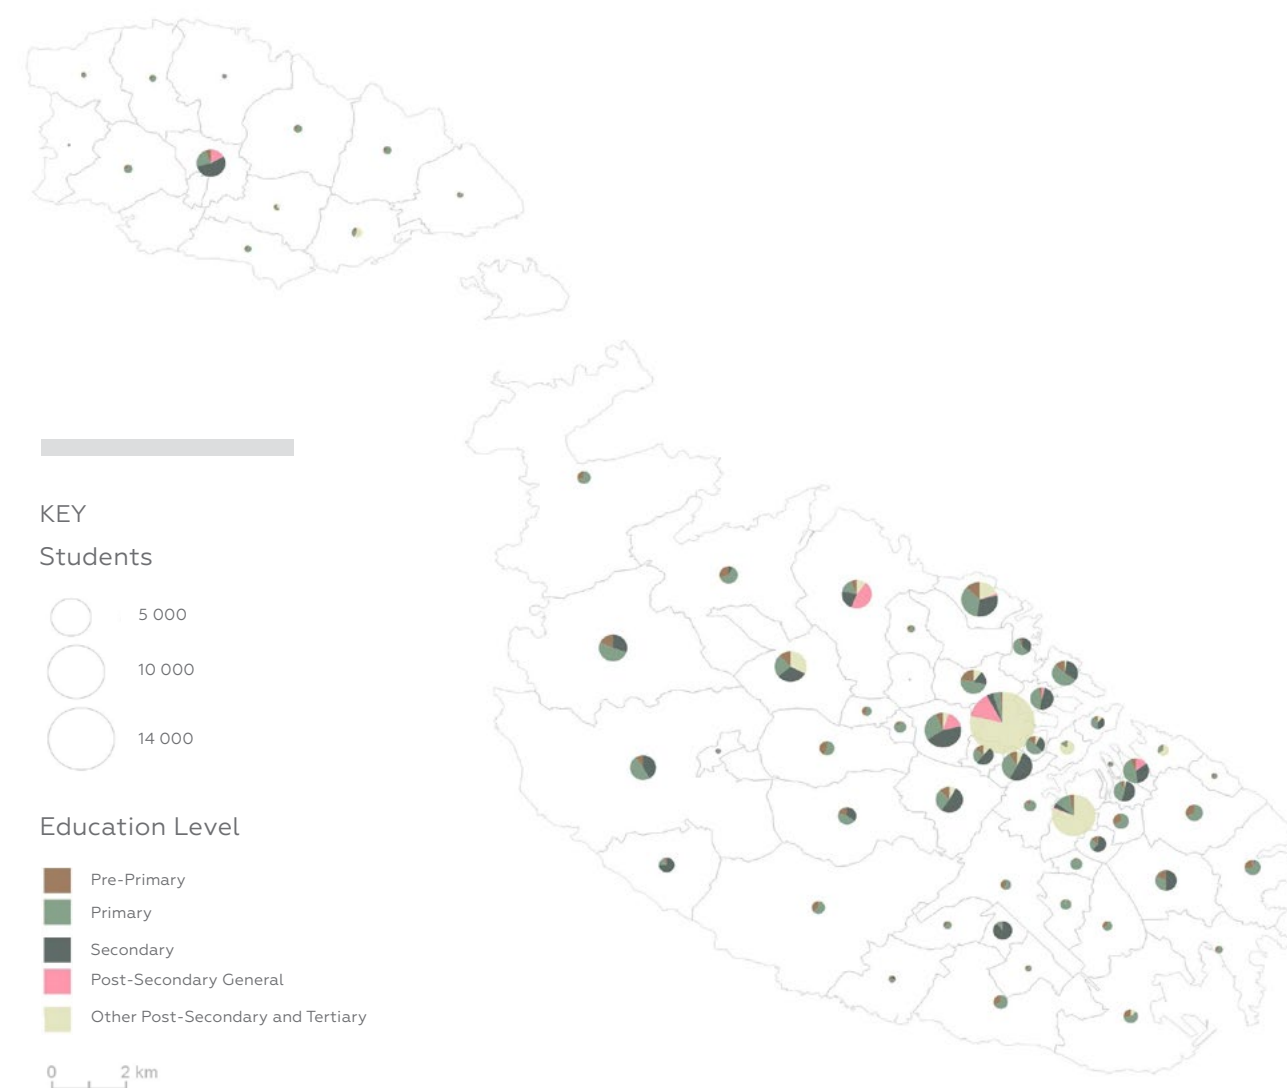 KEY
Students
5 000
10 000
14 000
Education Level
Pre-Primary
Primary
Secondary
Post-Secondary General
Other Post-Secondary and Tertiary
0 2 km